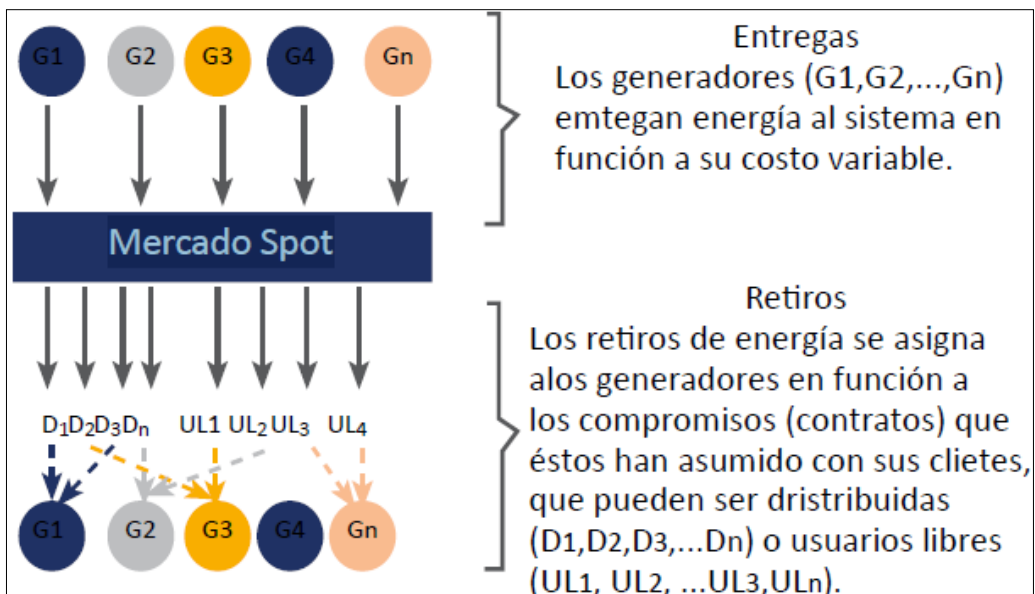 G1 G2 G3 G4 Gn
Entregas
Los generadores (G1,G2,...,Gn)
emtegan energía al sistema en
función a su costo variable.
Mercado Spot
Retiros
Los retiros de energía se asigna
alos generadores en función a
los compromisos (contratos) que
éstos han asumido con sus clietes,
que pueden ser dristribuidas
(D1,D2,D3,...Dn) o usuarios libres
(UL1, UL2, ...UL3,ULn).
D1D2D3Dn UL1 UL2 UL3 UL4
G1 G2 G3 G4 Gn